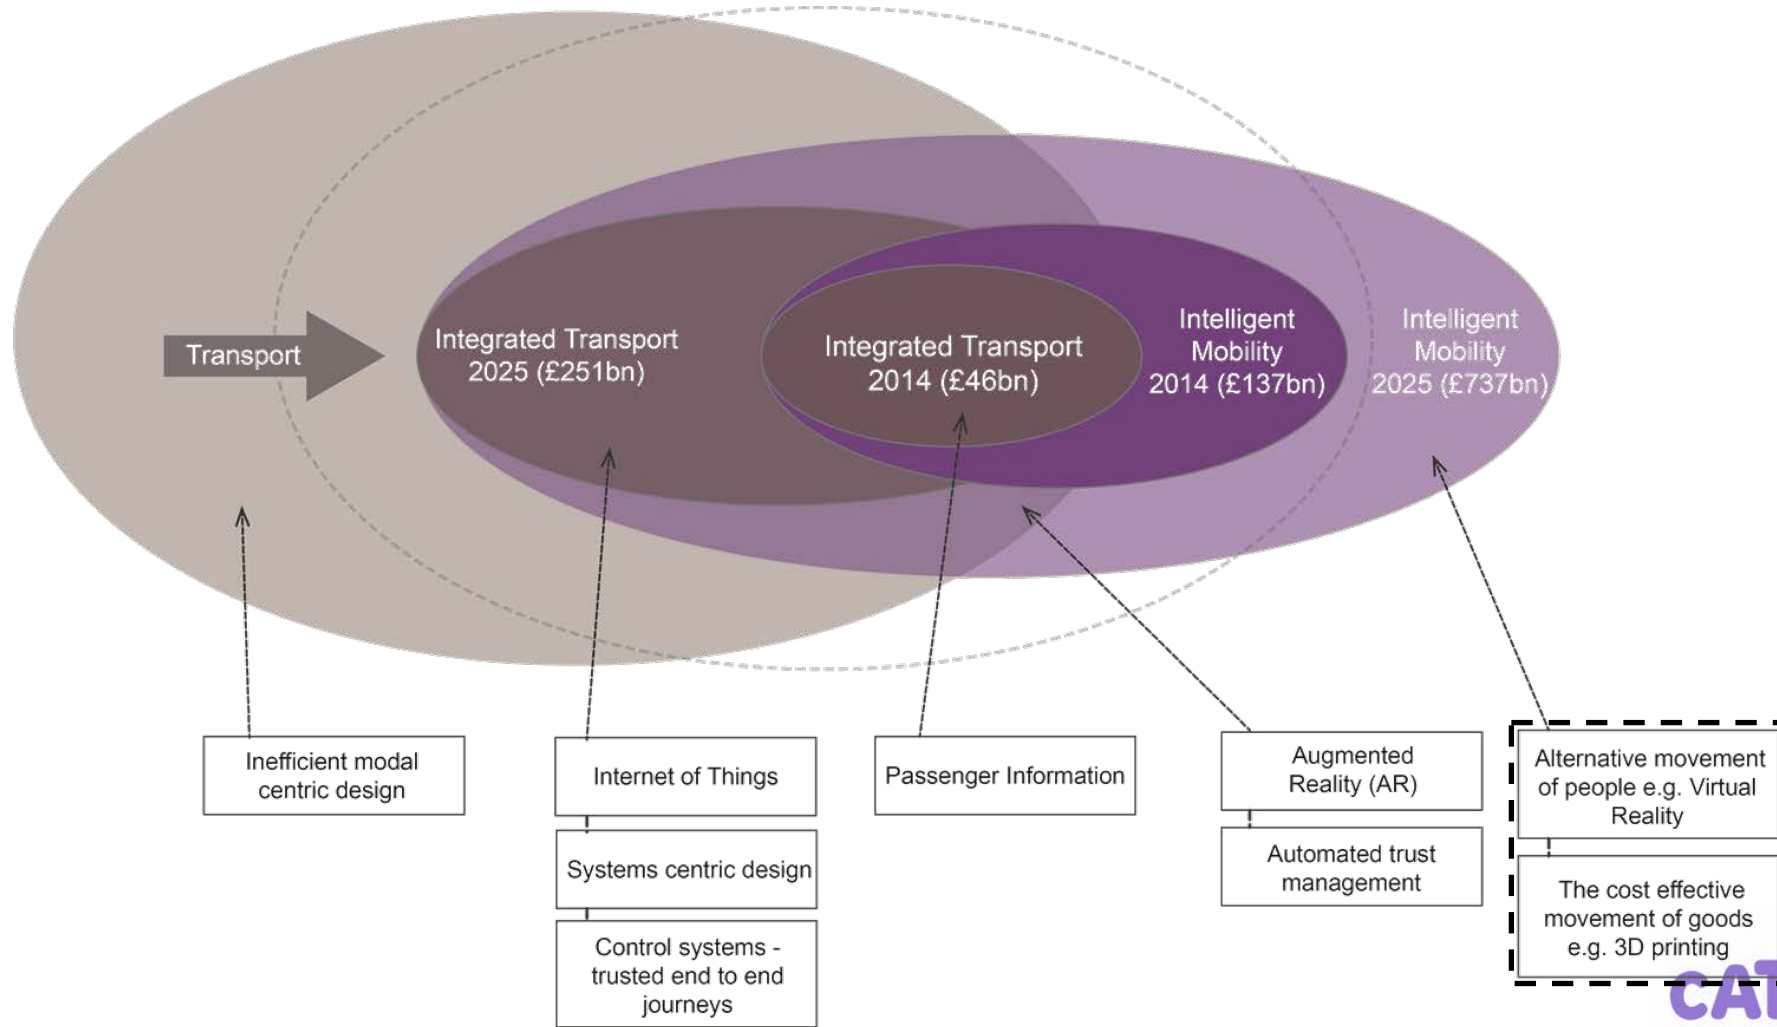 Transport
Integrated Transport
2025 (£251bn)
Integrated Transport
2014 (£46bn)
Intelligent
Mobility
2014 (£137bn)
Intelligent
Mobility
2025 (£737bn)
Inefficient modal
centric design
Internet of Things
Systems centric design
Control systems -
trusted end to end
journeys
Passenger Information
Augmented
Reality (AR)
Automated trust
management
Alternative movement
of people e.g. Virtual
Reality
The cost effective
movement of goods
e.g. 3D printing